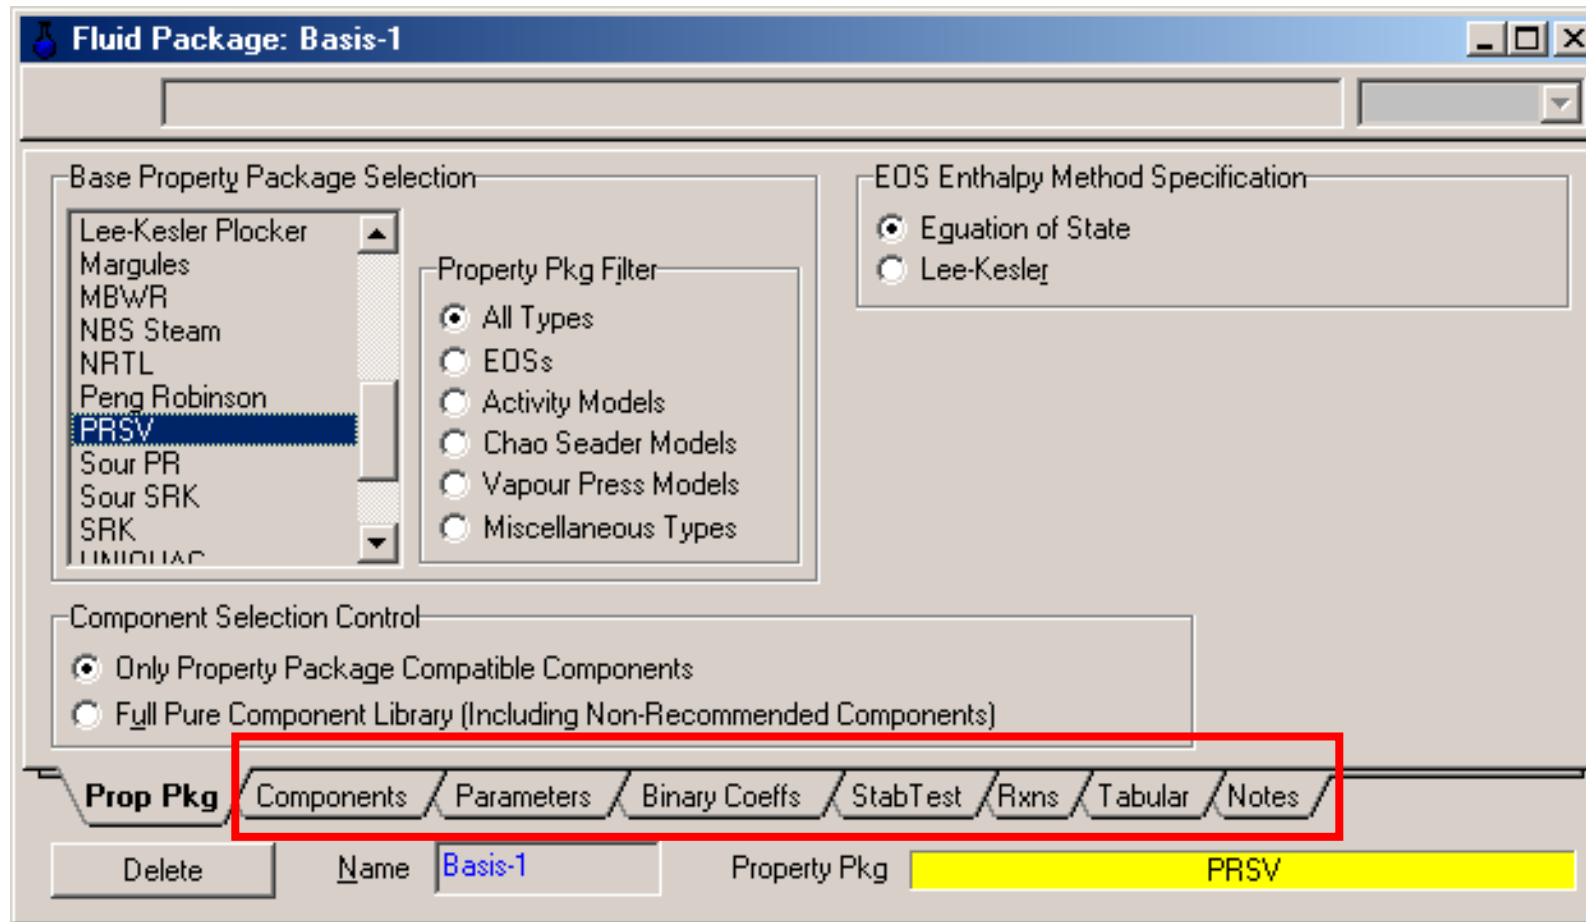 Fluid Package: Basis-1
Base Property Package Selection
Lee-Kesler Plocker
Margules
MBWR
NBS Steam
NRTL
Peng Robinson
PRSV
Sour PR
Sour SRK
SRK
UNIQUAC
Property Pkg Filter
All Types
EOSs
Activity Models
Chao Seader Models
Vapour Press Models
Miscellaneous Types
EOS Enthalpy Method Specification
Equation of State
Lee-Kesler
Component Selection Control
Only Property Package Compatible Components
Full Pure Component Library (Including Non-Recommended Components)
Prop Pkg Components Parameters Binary Coeffs StabTest Rxns Tabular Notes
Delete Name Basis-1 Property Pkg PRSV